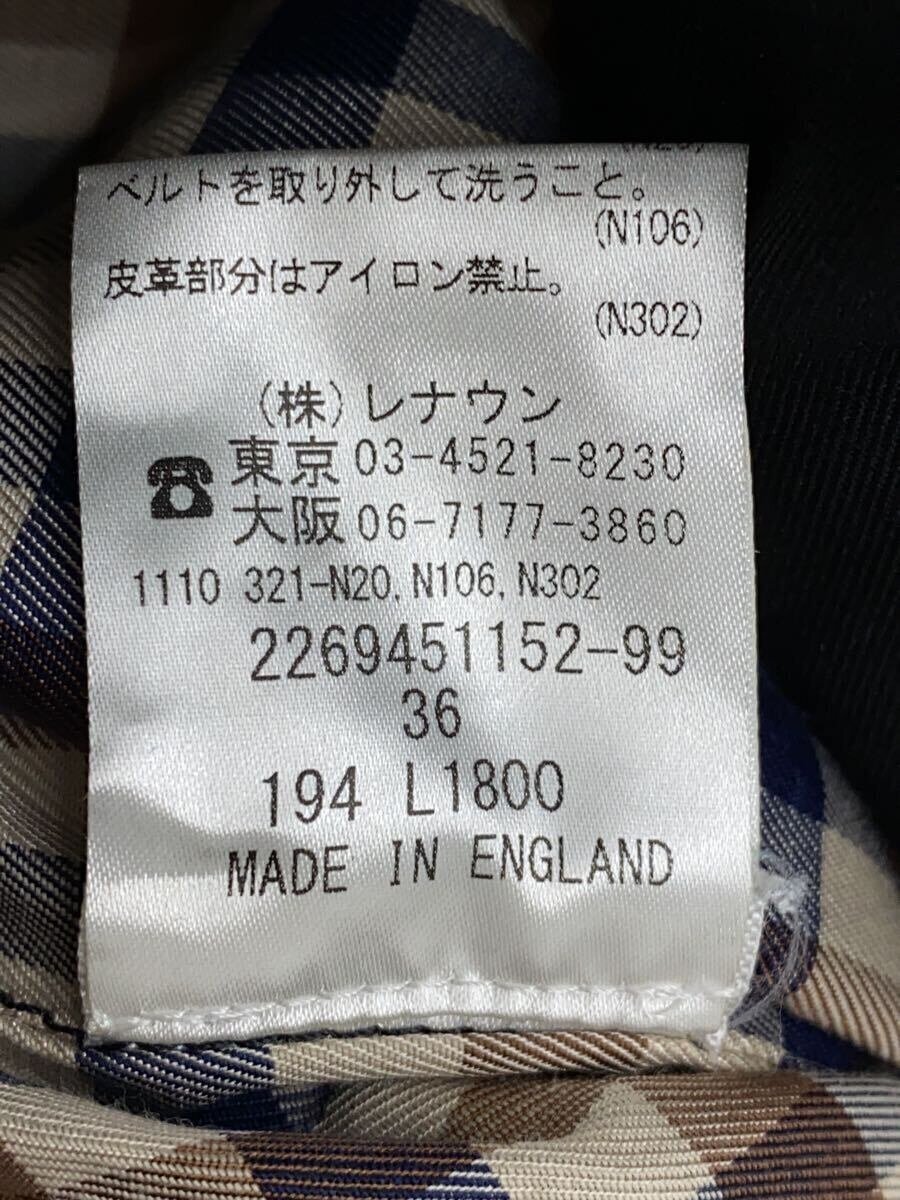 ベルトを取り外して洗うこと。
(N106)
皮革部分はアイロン禁止。
(N302)
(株)レナウン
☎東京 03-4521-8230
大阪 06-7177-3860
1110 321-N20, N106, N302
2269451152-99
36
194 L1800
MADE IN ENGLAND